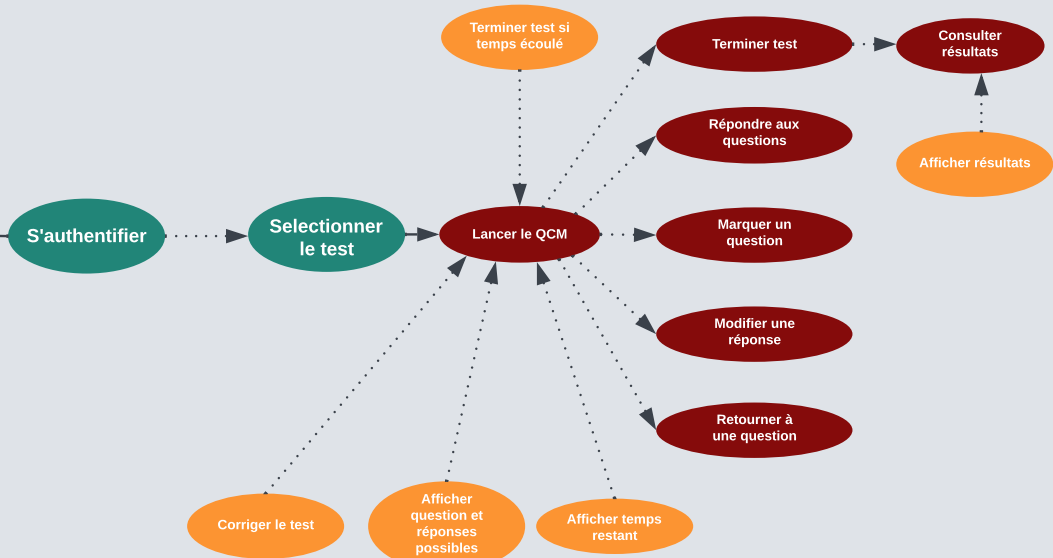 Terminer test si
temps écoulé
Terminer test
Consulter
résultats
Répondre aux
questions
Afficher résultats
S'authentifier
Selectionner
le test
Lancer le QCM
Marquer un
question
Modifier une
réponse
Retourner à
une question
Corriger le test
Afficher
question et
réponses
possibles
Afficher temps
restant